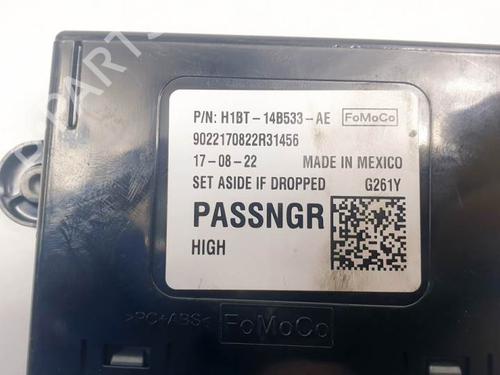 P/N: H1BT-14B533-AE FoMoCo
9022170822R31456
17-08-22 MADE IN MEXICO
SET ASIDE IF DROPPED G261Y
PASSNGR
HIGH
>PC+ABS< FoMoCo